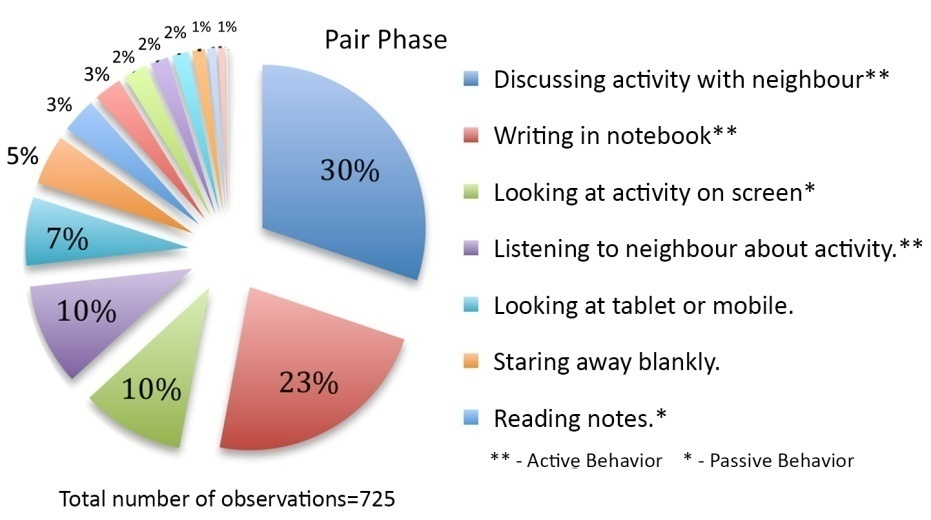 Pair Phase
30%
23%
10%
10%
7%
5%
3%
3%
2%
2%
2%
1%
1%
Discussing activity with neighbour**
Writing in notebook**
Looking at activity on screen*
Listening to neighbour about activity.**
Looking at tablet or mobile.
Staring away blankly.
Reading notes.*
** - Active Behavior * - Passive Behavior
Total number of observations=725